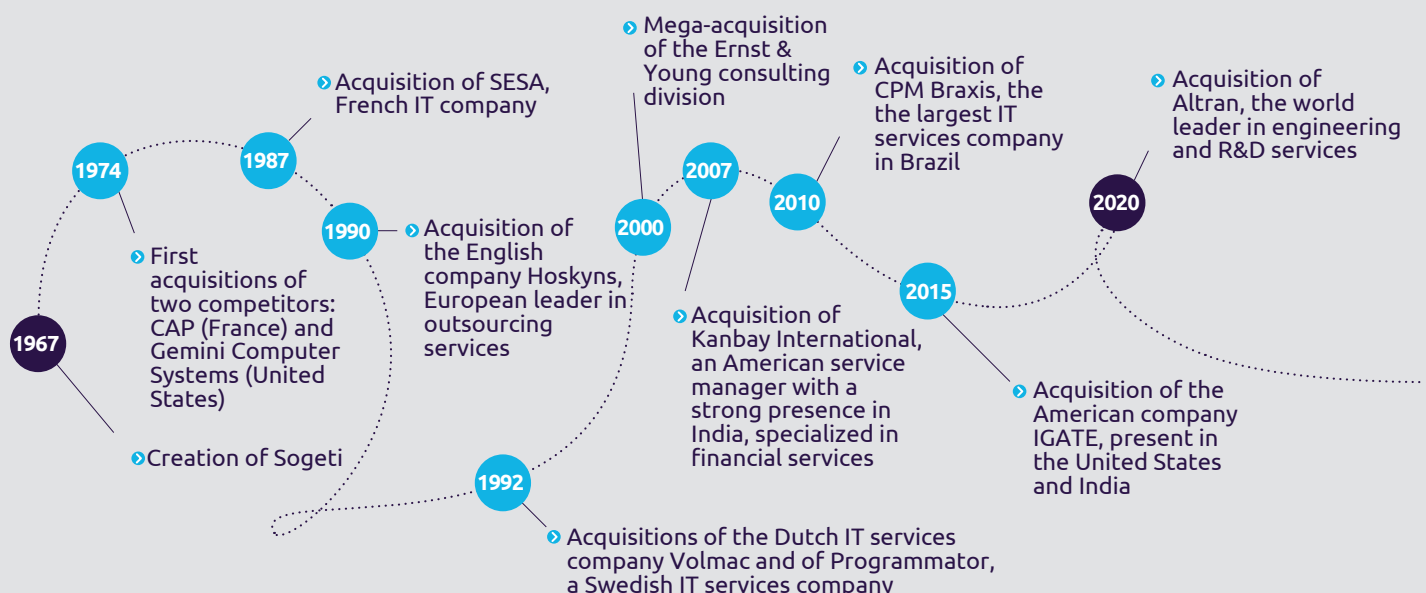 1967
Creation of Sogeti
1974
First
acquisitions of
two competitors:
CAP (France) and
Gemini Computer
Systems (United
States)
1987
Acquisition of SESA,
French IT company
1990
Acquisition of
the English
company Hoskyns,
European leader in
outsourcing
services
1992
Acquisitions of the Dutch IT services
company Volmac and of Programmator,
a Swedish IT services company
2000
Mega-acquisition
of the Ernst &
Young consulting
division
2007
Acquisition of
Kanbay International,
an American service
manager with a
strong presence in
India, specialized in
financial services
2010
Acquisition of
CPM Braxis, the
the largest IT
services company
in Brazil
2015
Acquisition of the
American company
IGATE, present in
the United States
and India
2020
Acquisition of
Altran, the world
leader in engineering
and R&D services